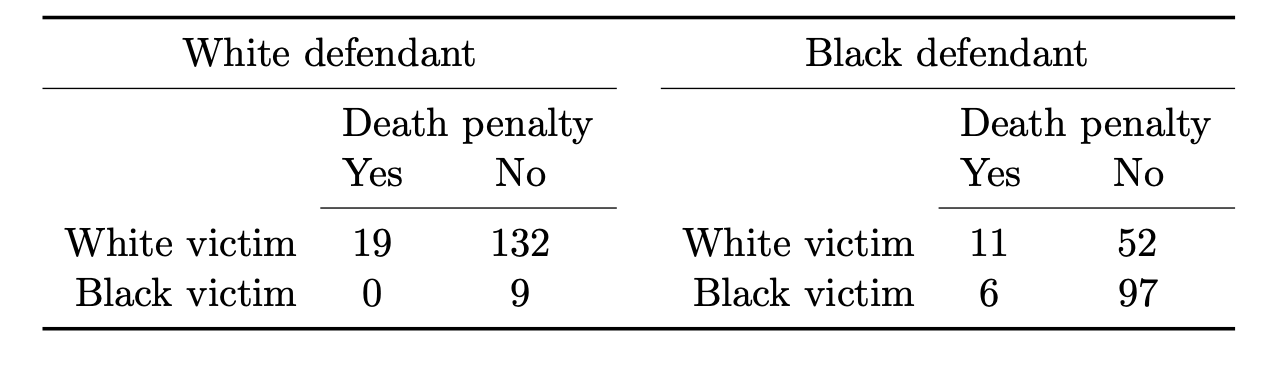 White defendant Black defendant
Death penalty Death penalty
Yes No Yes No
White victim 19 132 White victim 11 52
Black victim 0 9 Black victim 6 97